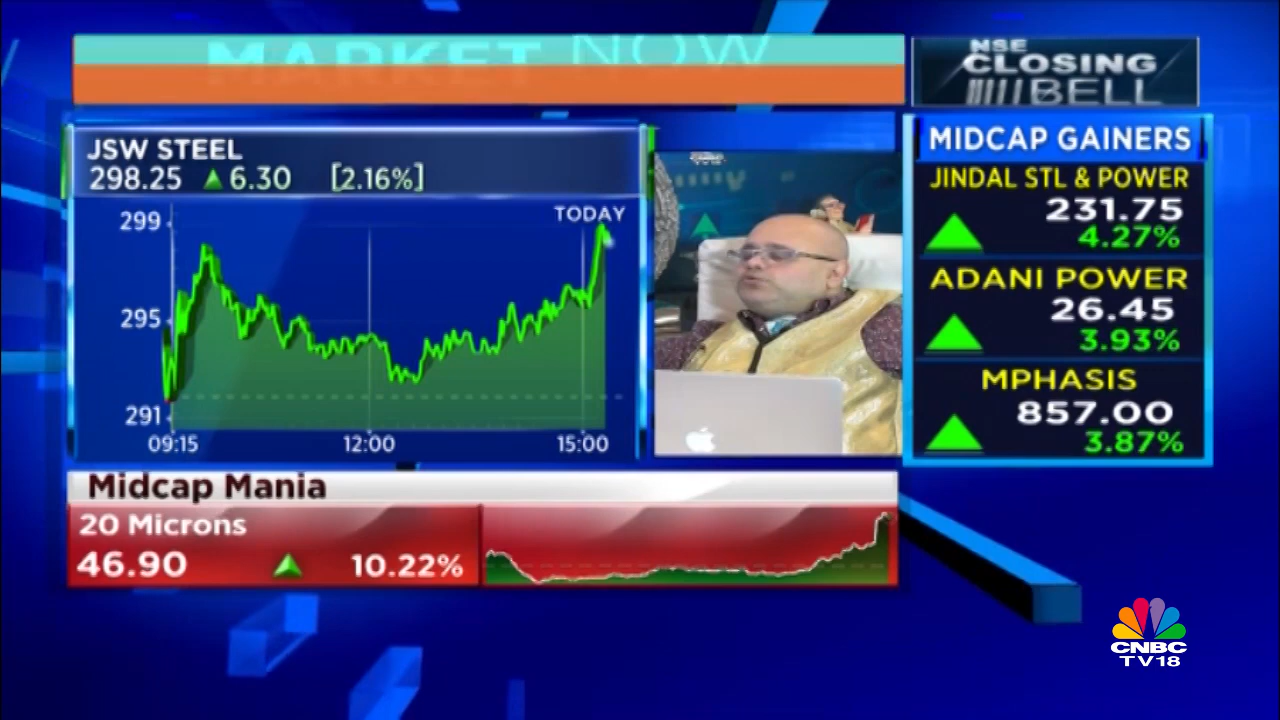 MARKET NOW
NSE
CLOSING
BELL
JSW STEEL
298.25 ▲ 6.30 [2.16%]
TODAY
299
295
291
09:15 12:00 15:00
MIDCAP GAINERS
JINDAL STL & POWER
231.75
4.27%
ADANI POWER
26.45
3.93%
MPHASIS
857.00
3.87%
Midcap Mania
20 Microns
46.90 ▲ 10.22%
CNBC
TV18